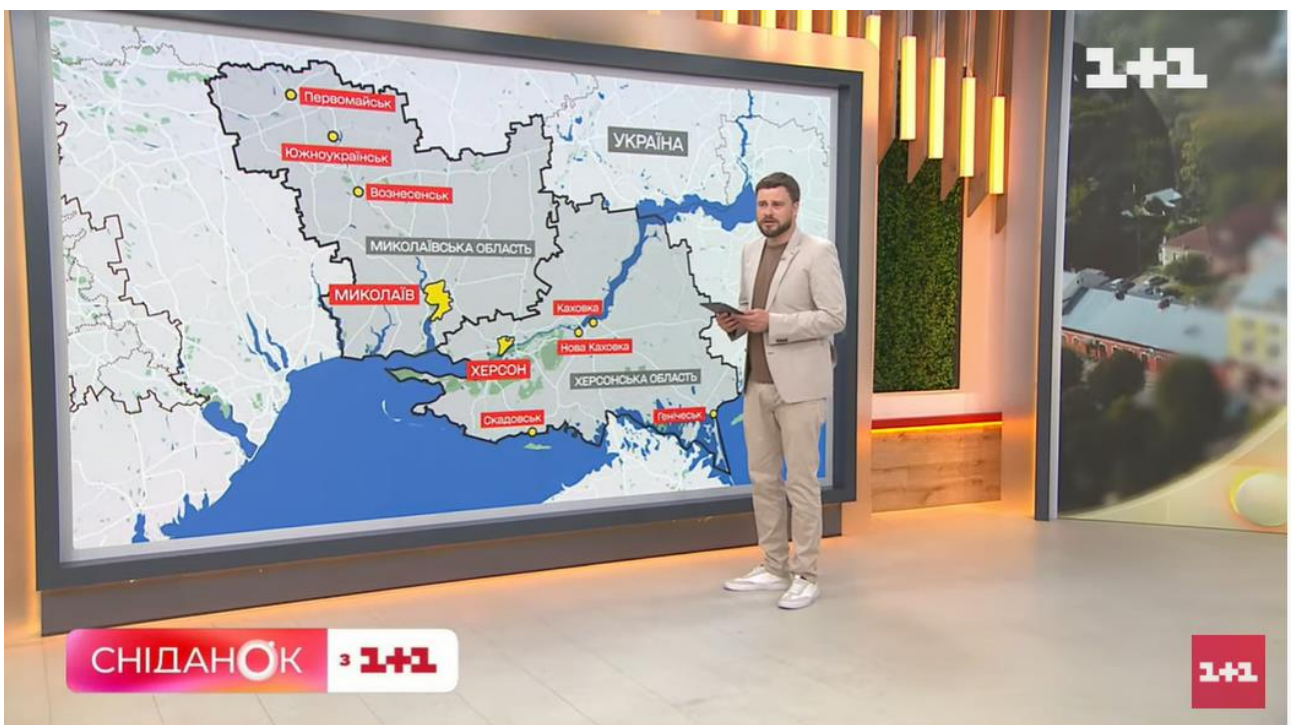 1+1
Первомайськ
УКРАЇНА
Южноукраїнськ
Вознесенськ
МИКОЛАЇВСЬКА ОБЛАСТЬ
МИКОЛАЇВ
Каховка
Нова Каховка
ХЕРСОН
ХЕРСОНСЬКА ОБЛАСТЬ
Скадовськ
Генічеськ
СНІДАНОК з 1+1
1+1